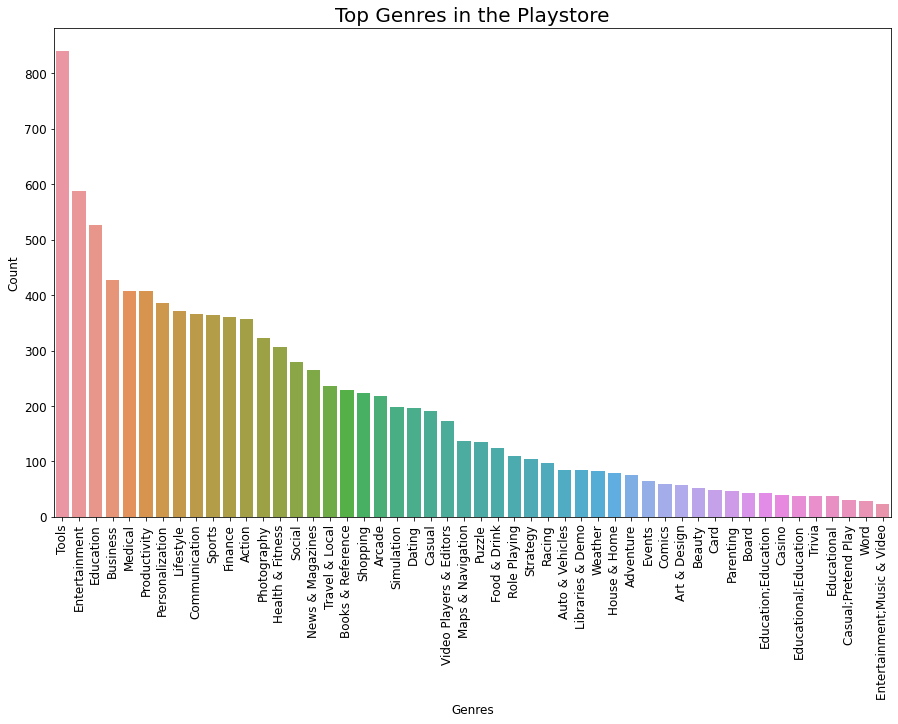 Top Genres in the Playstore
Count
800
700
600
500
400
300
200
100
0
Tools
Entertainment
Education
Business
Medical
Productivity
Personalization
Lifestyle
Communication
Sports
Finance
Action
Photography
Health & Fitness
Social
News & Magazines
Travel & Local
Books & Reference
Shopping
Arcade
Simulation
Dating
Casual
Video Players & Editors
Maps & Navigation
Puzzle
Food & Drink
Role Playing
Strategy
Racing
Auto & Vehicles
Libraries & Demo
Weather
House & Home
Adventure
Events
Comics
Art & Design
Beauty
Card
Parenting
Board
Education;Education
Casino
Educational;Education
Trivia
Educational
Casual;Pretend Play
Word
Entertainment;Music & Video
Genres